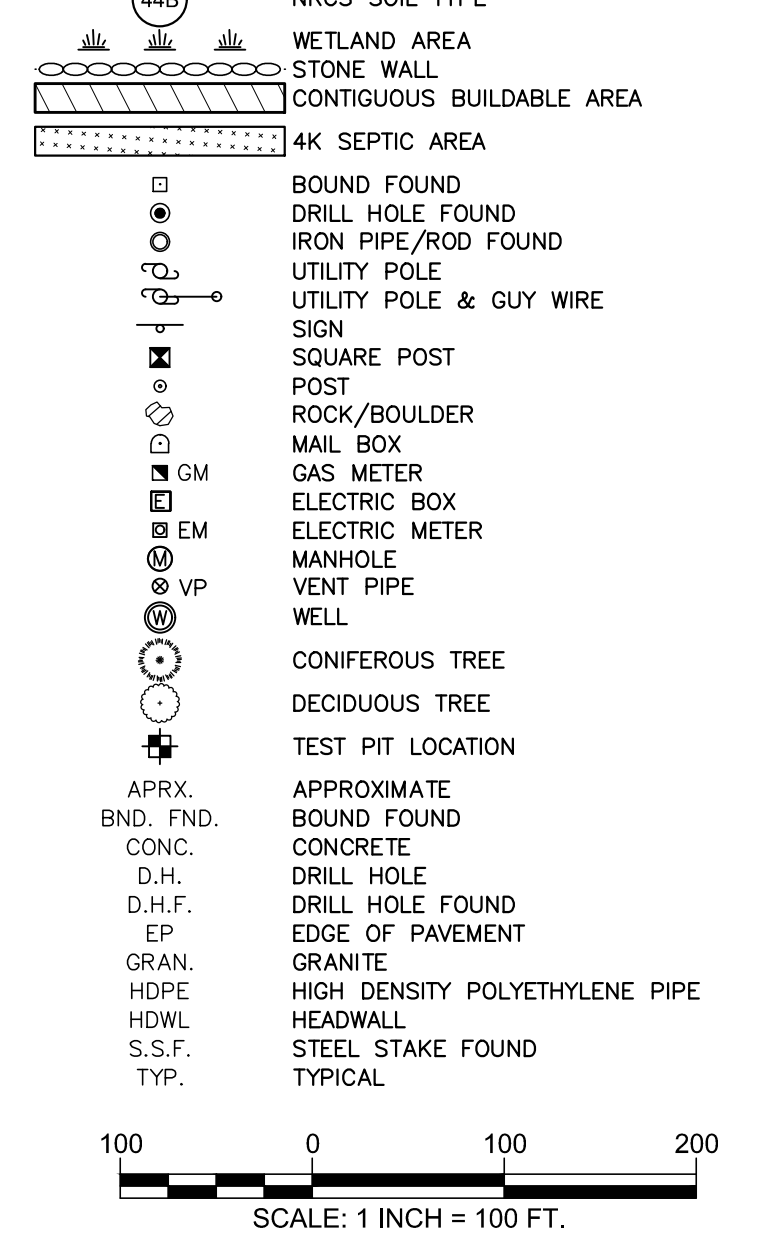 44B NRCS SOIL TYPE
WETLAND AREA
STONE WALL
CONTIGUOUS BUILDABLE AREA
4K SEPTIC AREA
BOUND FOUND
DRILL HOLE FOUND
IRON PIPE/ROD FOUND
UTILITY POLE
UTILITY POLE & GUY WIRE
SIGN
SQUARE POST
POST
ROCK/BOULDER
MAIL BOX
GM GAS METER
E ELECTRIC BOX
EM ELECTRIC METER
M MANHOLE
VP VENT PIPE
W WELL
CONIFEROUS TREE
DECIDUOUS TREE
TEST PIT LOCATION
APRX. APPROXIMATE
BND. FND. BOUND FOUND
CONC. CONCRETE
D.H. DRILL HOLE
D.H.F. DRILL HOLE FOUND
EP EDGE OF PAVEMENT
GRAN. GRANITE
HDPE HIGH DENSITY POLYETHYLENE PIPE
HDWL HEADWALL
S.S.F. STEEL STAKE FOUND
TYP. TYPICAL
100 0 100 200
SCALE: 1 INCH = 100 FT.